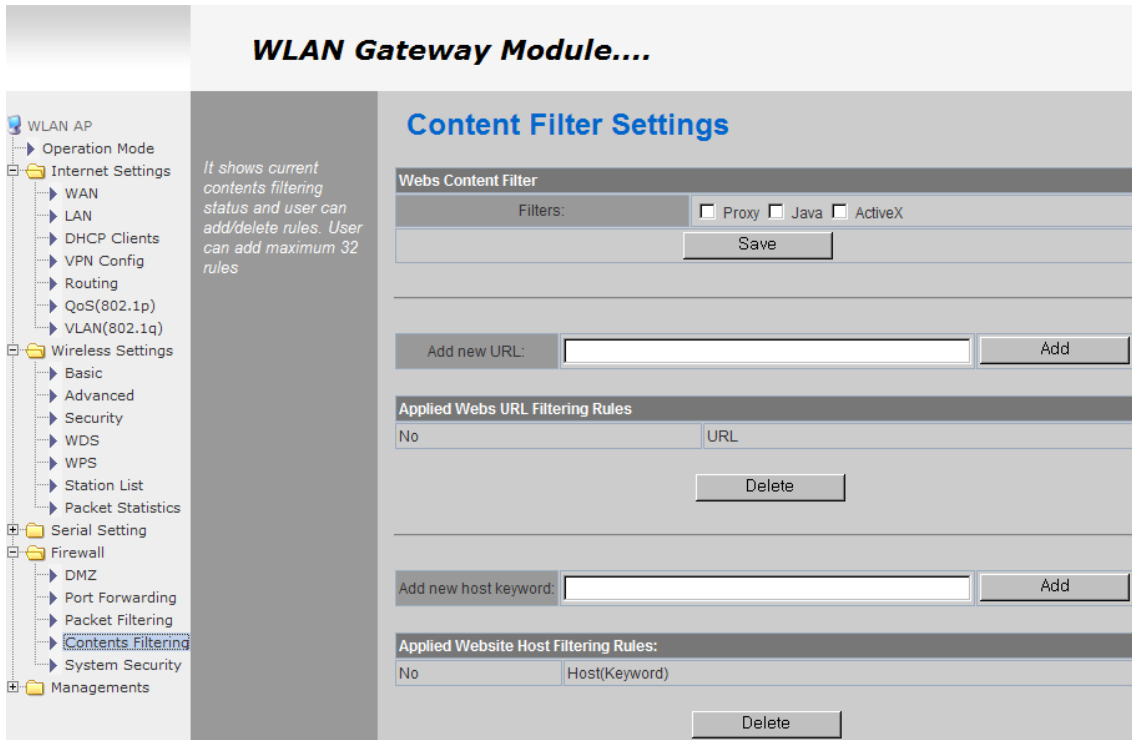 WLAN Gateway Module....
WLAN AP
Operation Mode
Internet Settings
WAN
LAN
DHCP Clients
VPN Config
Routing
QoS(802.1p)
VLAN(802.1q)
Wireless Settings
Basic
Advanced
Security
WDS
WPS
Station List
Packet Statistics
Serial Setting
Firewall
DMZ
Port Forwarding
Packet Filtering
Contents Filtering
System Security
Managements
It shows current
contents filtering
status and user can
add/delete rules. User
can add maximum 32
rules
Content Filter Settings
Webs Content Filter
Filters: Proxy Java ActiveX
Save
Add new URL: Add
Applied Webs URL Filtering Rules
No URL
Delete
Add new host keyword: Add
Applied Website Host Filtering Rules:
No Host(Keyword)
Delete